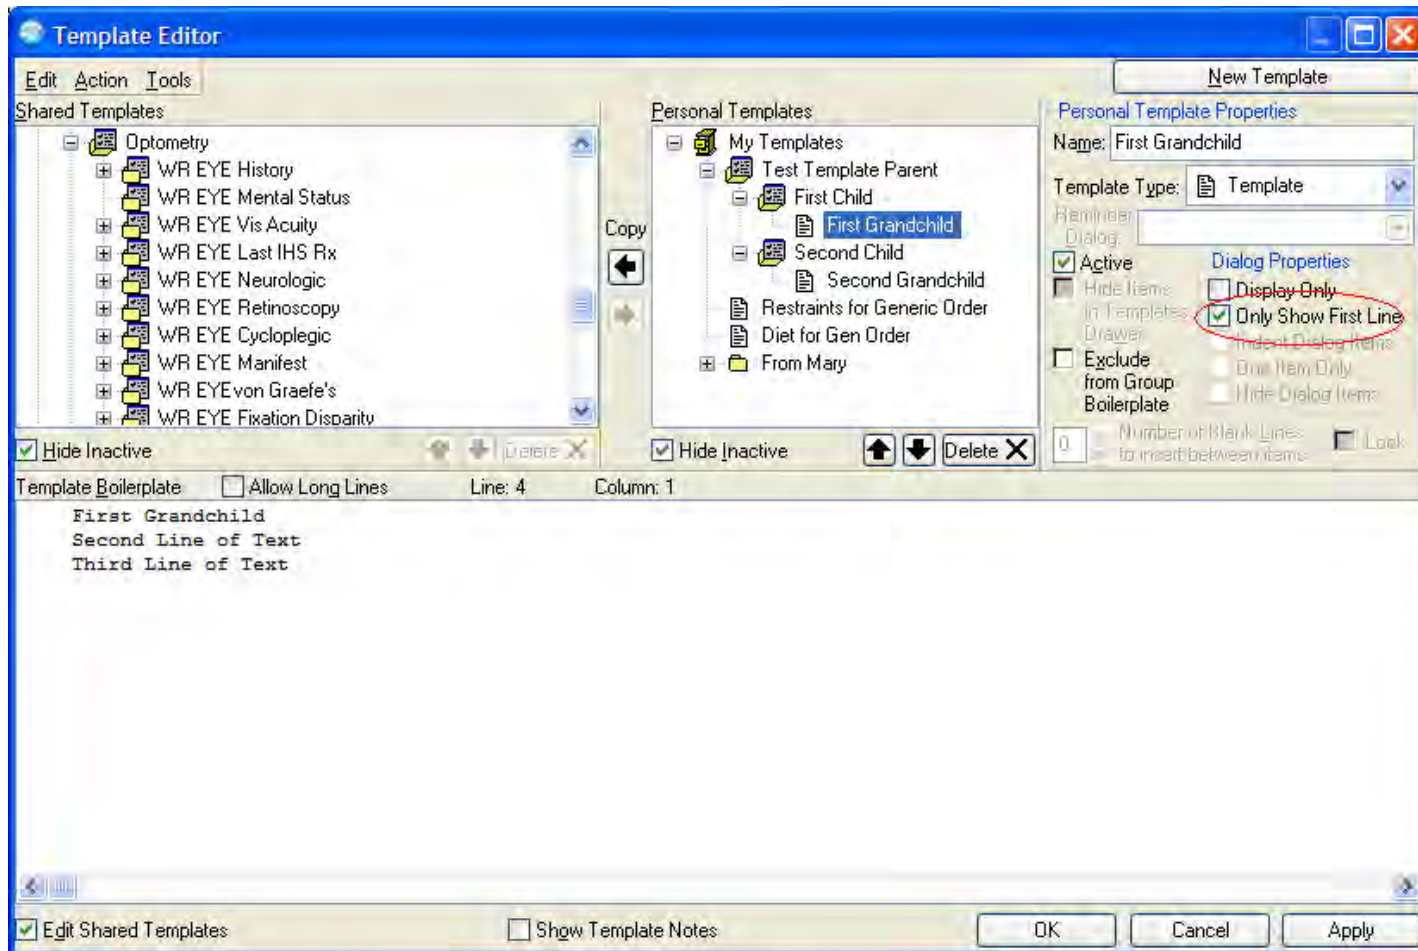 Template Editor
Edit Action Tools
New Template
Shared Templates
Optometry
WR EYE History
WR EYE Mental Status
WR EYE Vis Acuity
WR EYE Last IHS Rx
WR EYE Neurologic
WR EYE Retinoscopy
WR EYE Cycloplegic
WR EYE Manifest
WR EYEvon Graefe's
WR EYE Fixation Disparity
Hide Inactive
Delete
Copy
Personal Templates
My Templates
Test Template Parent
First Child
First Grandchild
Second Child
Second Grandchild
Restraints for Generic Order
Diet for Gen Order
From Mary
Hide Inactive
Delete
Personal Template Properties
Name: First Grandchild
Template Type: Template
Reminder
Dialog:
Active
Hide Items
in Templates
Drawer
Exclude
from Group
Boilerplate
Dialog Properties
Display Only
Only Show First Line
Indent Dialog Items
One Item Only
Hide Dialog Items
0 Number of Blank Lines
to insert between items
Lock
Template Boilerplate Allow Long Lines Line: 4 Column: 1
First Grandchild
Second Line of Text
Third Line of Text
Edit Shared Templates Show Template Notes OK Cancel Apply